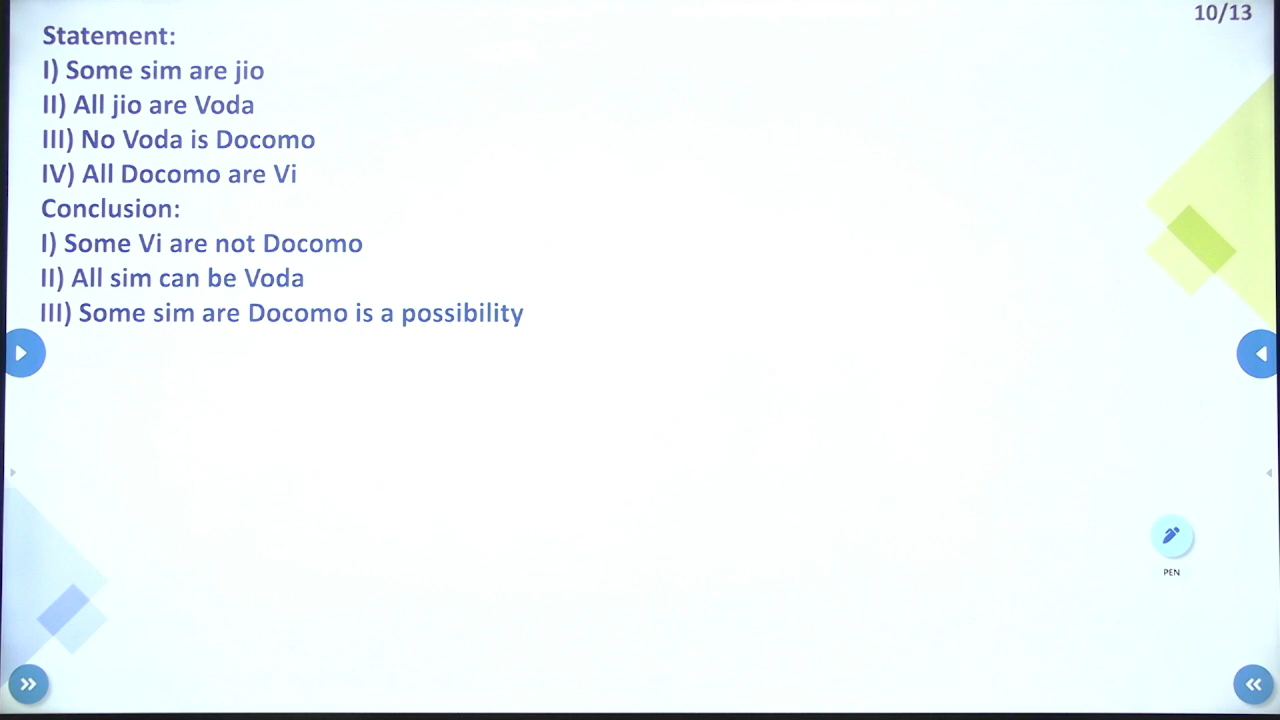 10/13
Statement:
I) Some sim are jio
II) All jio are Voda
III) No Voda is Docomo
IV) All Docomo are Vi
Conclusion:
I) Some Vi are not Docomo
II) All sim can be Voda
III) Some sim are Docomo is a possibility
PEN